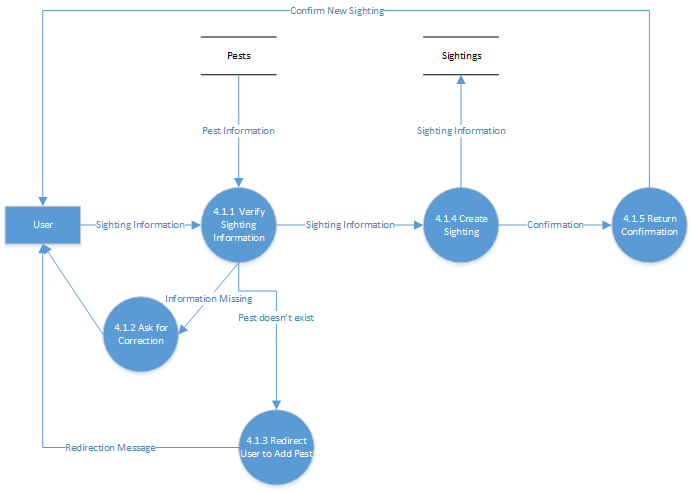 Confirm New Sighting
Pests
Sightings
Pest Information
Sighting Information
User
Sighting Information
4.1.1 Verify
Sighting
Information
Sighting Information
4.1.4 Create
Sighting
Confirmation
4.1.5 Return
Confirmation
Information Missing
Pest doesn't exist
4.1.2 Ask for
Correction
Redirection Message
4.1.3 Redirect
User to Add Pest